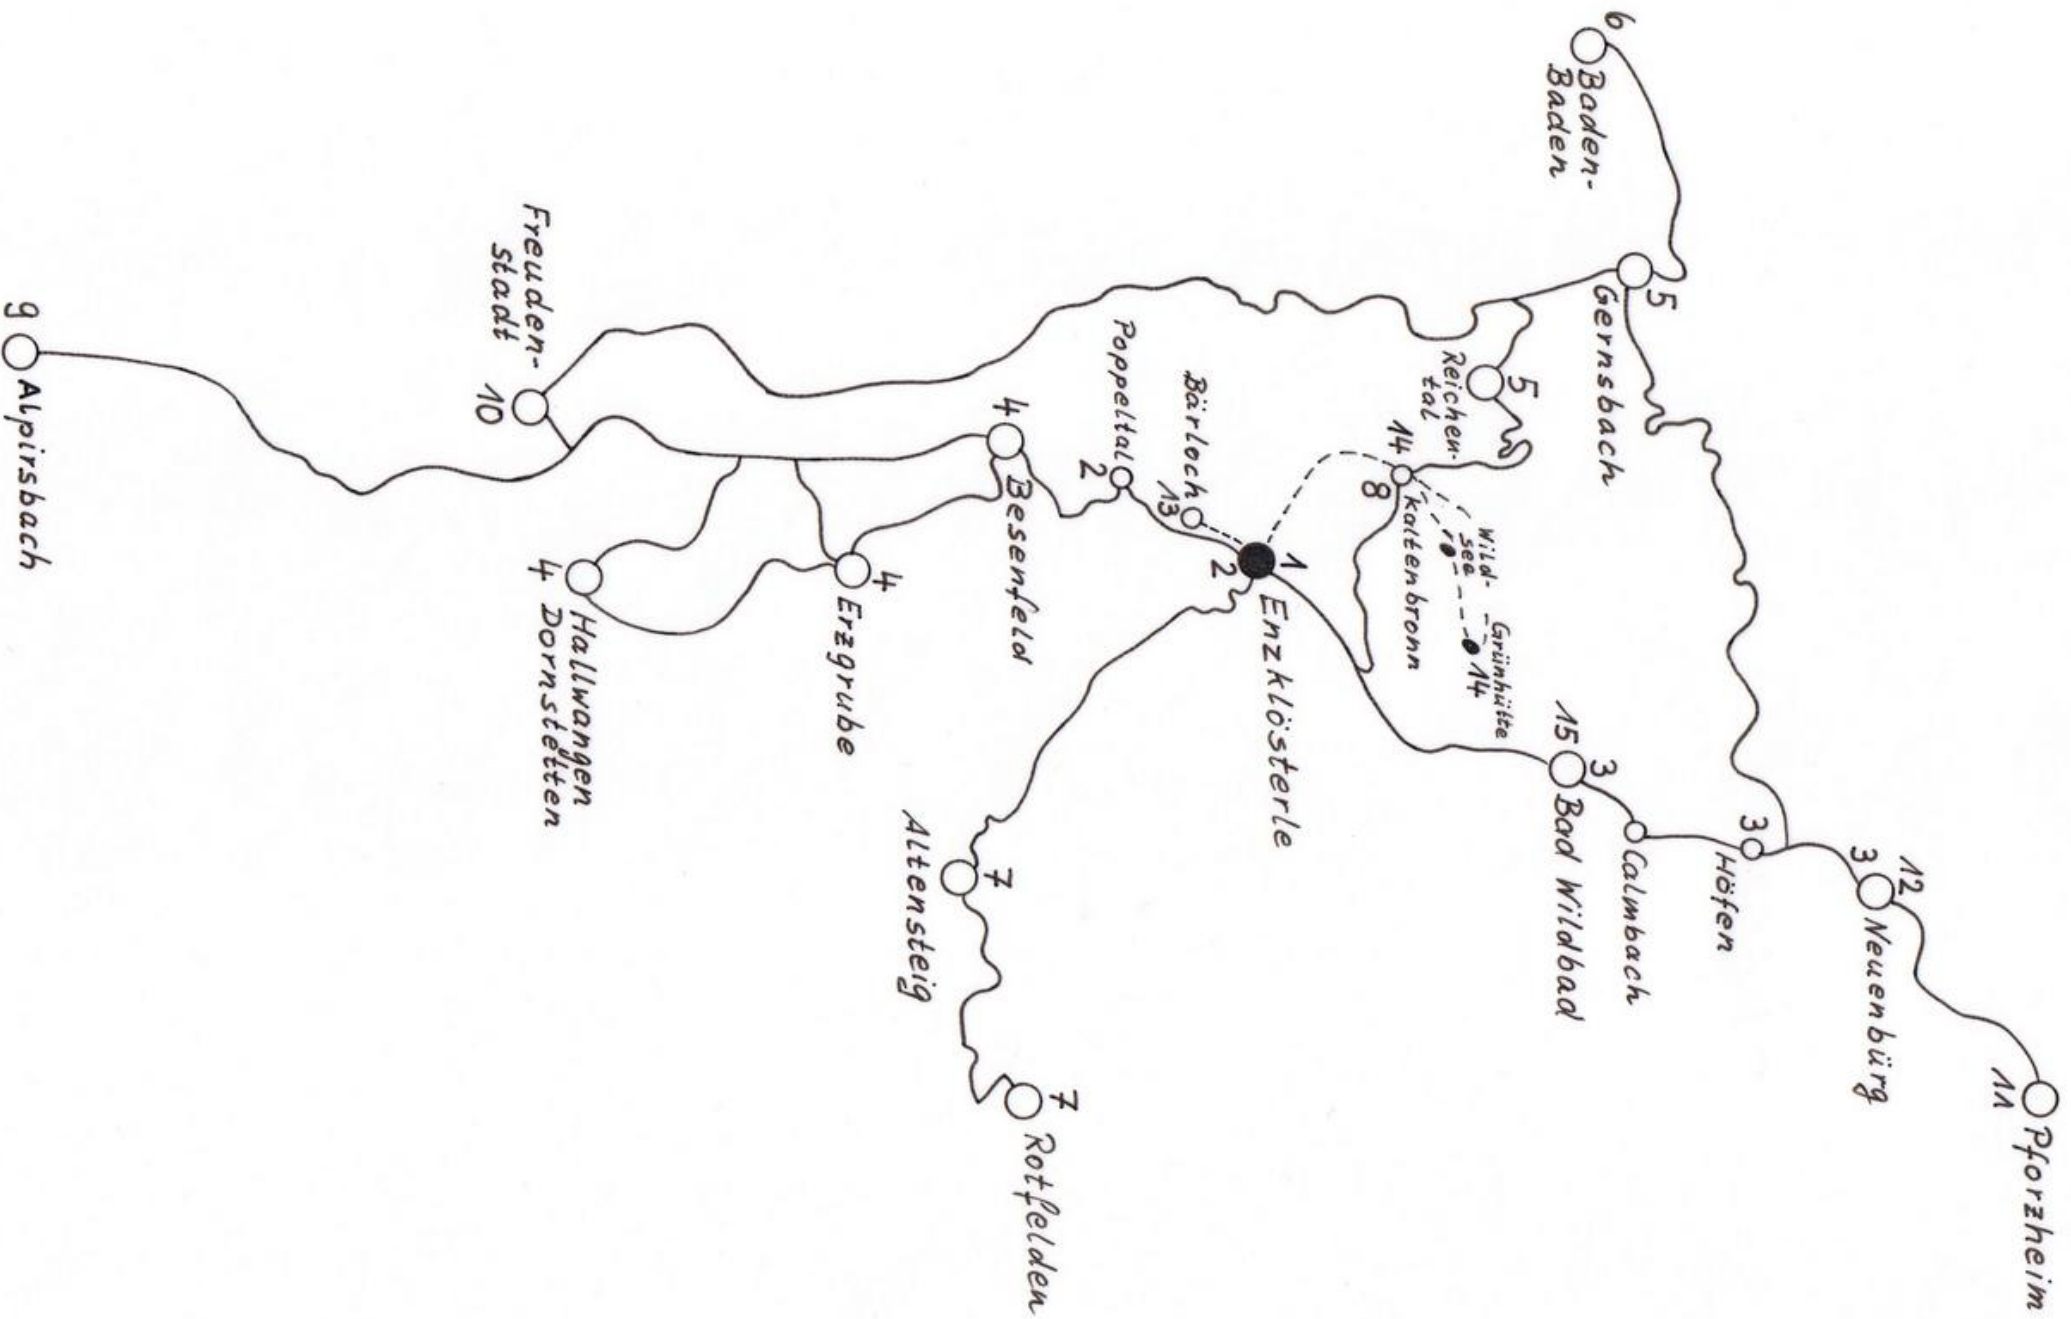 Pforzheim
11
12
3
Neuenbürg
3
Höfen
6
Baden-
Baden
5
Gernsbach
Calmbach
15
3
Bad Wildbad
5
Reichen-
tal
Wild-
see
Grünhütte
14
14
8
Kaltenbronn
1
2
Enzklösterle
Bärloch
13
Poppeltal
2
7
Rotfelden
4
Besenfeld
7
Altensteig
4
Erzgrube
Freuden-
stadt
10
4
Hallwangen
Dornstetten
9
Alpirsbach